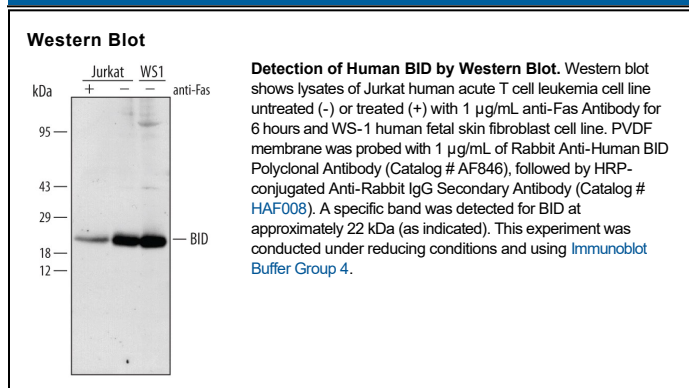 Western Blot
Jurkat WS1
kDa + − − anti-Fas
95
43
29
BID
18
12
Detection of Human BID by Western Blot. Western blot
shows lysates of Jurkat human acute T cell leukemia cell line
untreated (-) or treated (+) with 1 μg/mL anti-Fas Antibody for
6 hours and WS-1 human fetal skin fibroblast cell line. PVDF
membrane was probed with 1 μg/mL of Rabbit Anti-Human BID
Polyclonal Antibody (Catalog # AF846), followed by HRP-
conjugated Anti-Rabbit IgG Secondary Antibody (Catalog #
HAF008). A specific band was detected for BID at
approximately 22 kDa (as indicated). This experiment was
conducted under reducing conditions and using Immunoblot
Buffer Group 4.